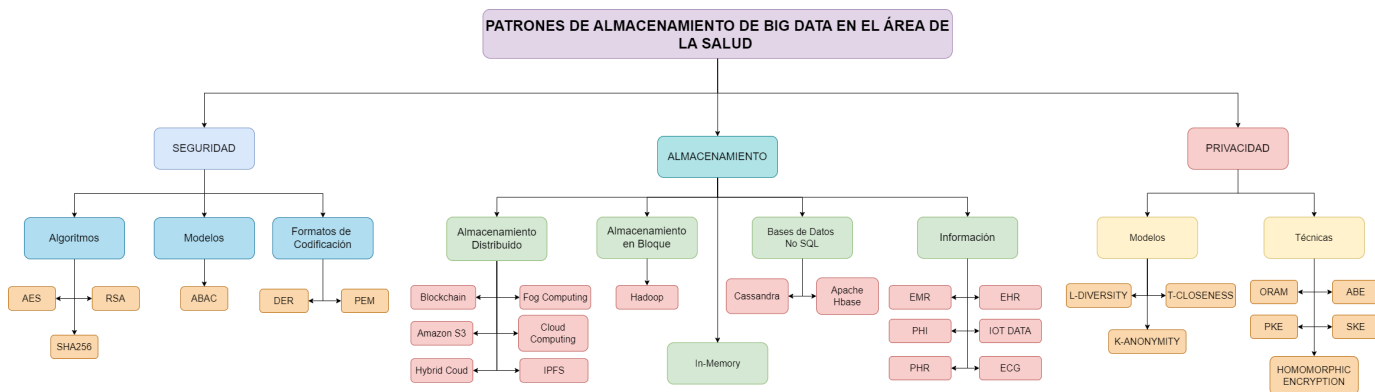 PATRONES DE ALMACENAMIENTO DE BIG DATA EN EL ÁREA DE
LA SALUD
SEGURIDAD
ALMACENAMIENTO
PRIVACIDAD
Algoritmos
Modelos
Formatos de
Codificación
Almacenamiento
Distribuido
Almacenamiento
en Bloque
Bases de Datos
No SQL
Información
Modelos
Técnicas
AES
RSA
SHA256
ABAC
DER
PEM
Blockchain
Fog Computing
Amazon S3
Cloud
Computing
Hybrid Coud
IPFS
Hadoop
In-Memory
Cassandra
Apache
Hbase
EMR
EHR
PHI
IOT DATA
PHR
ECG
L-DIVERSITY
T-CLOSENESS
K-ANONYMITY
ORAM
ABE
PKE
SKE
HOMOMORPHIC
ENCRYPTION